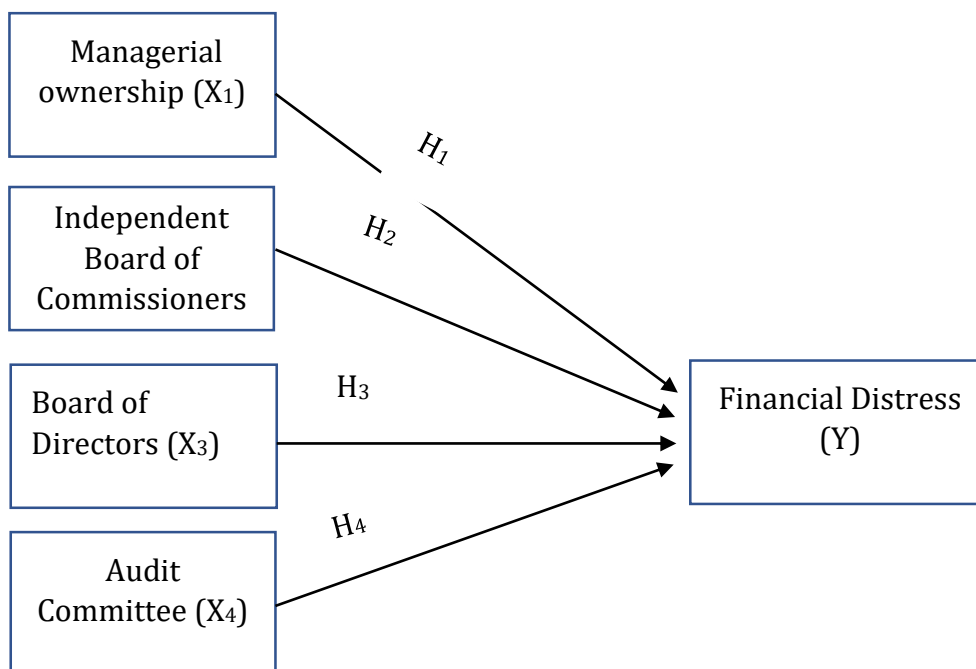 Managerial
ownership (X₁)
H₁
Independent
Board of
Commissioners
H₂
Board of
Directors (X₃)
H₃
Financial Distress
(Y)
Audit
Committee (X₄)
H₄